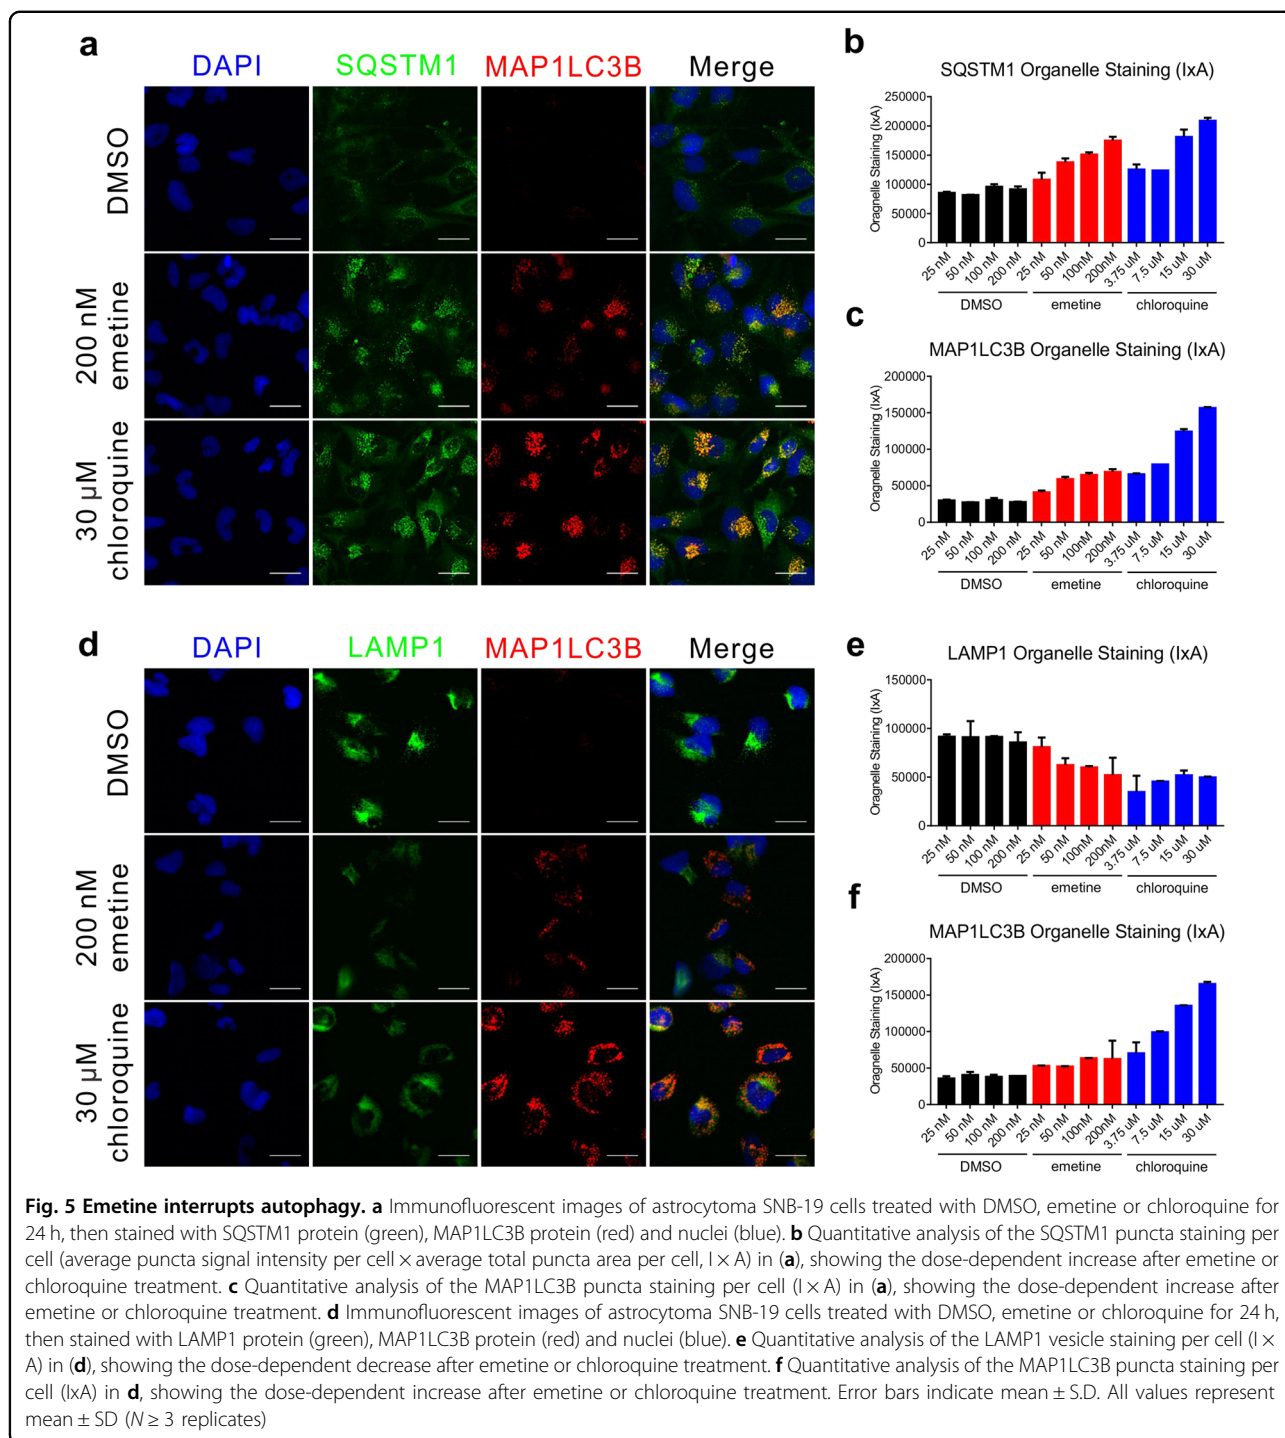 a
DAPI SQSTM1 MAP1LC3B Merge
DMSO
200 nM emetine
30 µM chloroquine
b
SQSTM1 Organelle Staining (IxA)
Oragnelle Staining (IxA)
250000
200000
150000
100000
50000
0
25 nM 50 nM 100 nM 200 nM 25 nM 50 nM 100nM 200nM 3.75 uM 7.5 uM 15 uM 30 uM
DMSO emetine chloroquine
c
MAP1LC3B Organelle Staining (IxA)
Oragnelle Staining (IxA)
200000
150000
100000
50000
0
25 nM 50 nM 100 nM 200 nM 25 nM 50 nM 100nM 200nM 3.75 uM 7.5 uM 15 uM 30 uM
DMSO emetine chloroquine
d
DAPI LAMP1 MAP1LC3B Merge
DMSO
200 nM emetine
30 µM chloroquine
e
LAMP1 Organelle Staining (IxA)
Oragnelle Staining (IxA)
150000
100000
50000
0
25 nM 50 nM 100 nM 200 nM 25 nM 50 nM 100nM 200nM 3.75 uM 7.5 uM 15 uM 30 uM
DMSO emetine chloroquine
f
MAP1LC3B Organelle Staining (IxA)
Oragnelle Staining (IxA)
200000
150000
100000
50000
0
25 nM 50 nM 100 nM 200 nM 25 nM 50 nM 100nM 200nM 3.75 uM 7.5 uM 15 uM 30 uM
DMSO emetine chloroquine
Fig. 5 Emetine interrupts autophagy. a Immunofluorescent images of astrocytoma SNB-19 cells treated with DMSO, emetine or chloroquine for
24 h, then stained with SQSTM1 protein (green), MAP1LC3B protein (red) and nuclei (blue). b Quantitative analysis of the SQSTM1 puncta staining per
cell (average puncta signal intensity per cell × average total puncta area per cell, I × A) in (a), showing the dose-dependent increase after emetine or
chloroquine treatment. c Quantitative analysis of the MAP1LC3B puncta staining per cell (I × A) in (a), showing the dose-dependent increase after
emetine or chloroquine treatment. d Immunofluorescent images of astrocytoma SNB-19 cells treated with DMSO, emetine or chloroquine for 24 h,
then stained with LAMP1 protein (green), MAP1LC3B protein (red) and nuclei (blue). e Quantitative analysis of the LAMP1 vesicle staining per cell (I ×
A) in (d), showing the dose-dependent decrease after emetine or chloroquine treatment. f Quantitative analysis of the MAP1LC3B puncta staining per
cell (IxA) in d, showing the dose-dependent increase after emetine or chloroquine treatment. Error bars indicate mean ± S.D. All values represent
mean ± SD (N ≥ 3 replicates)